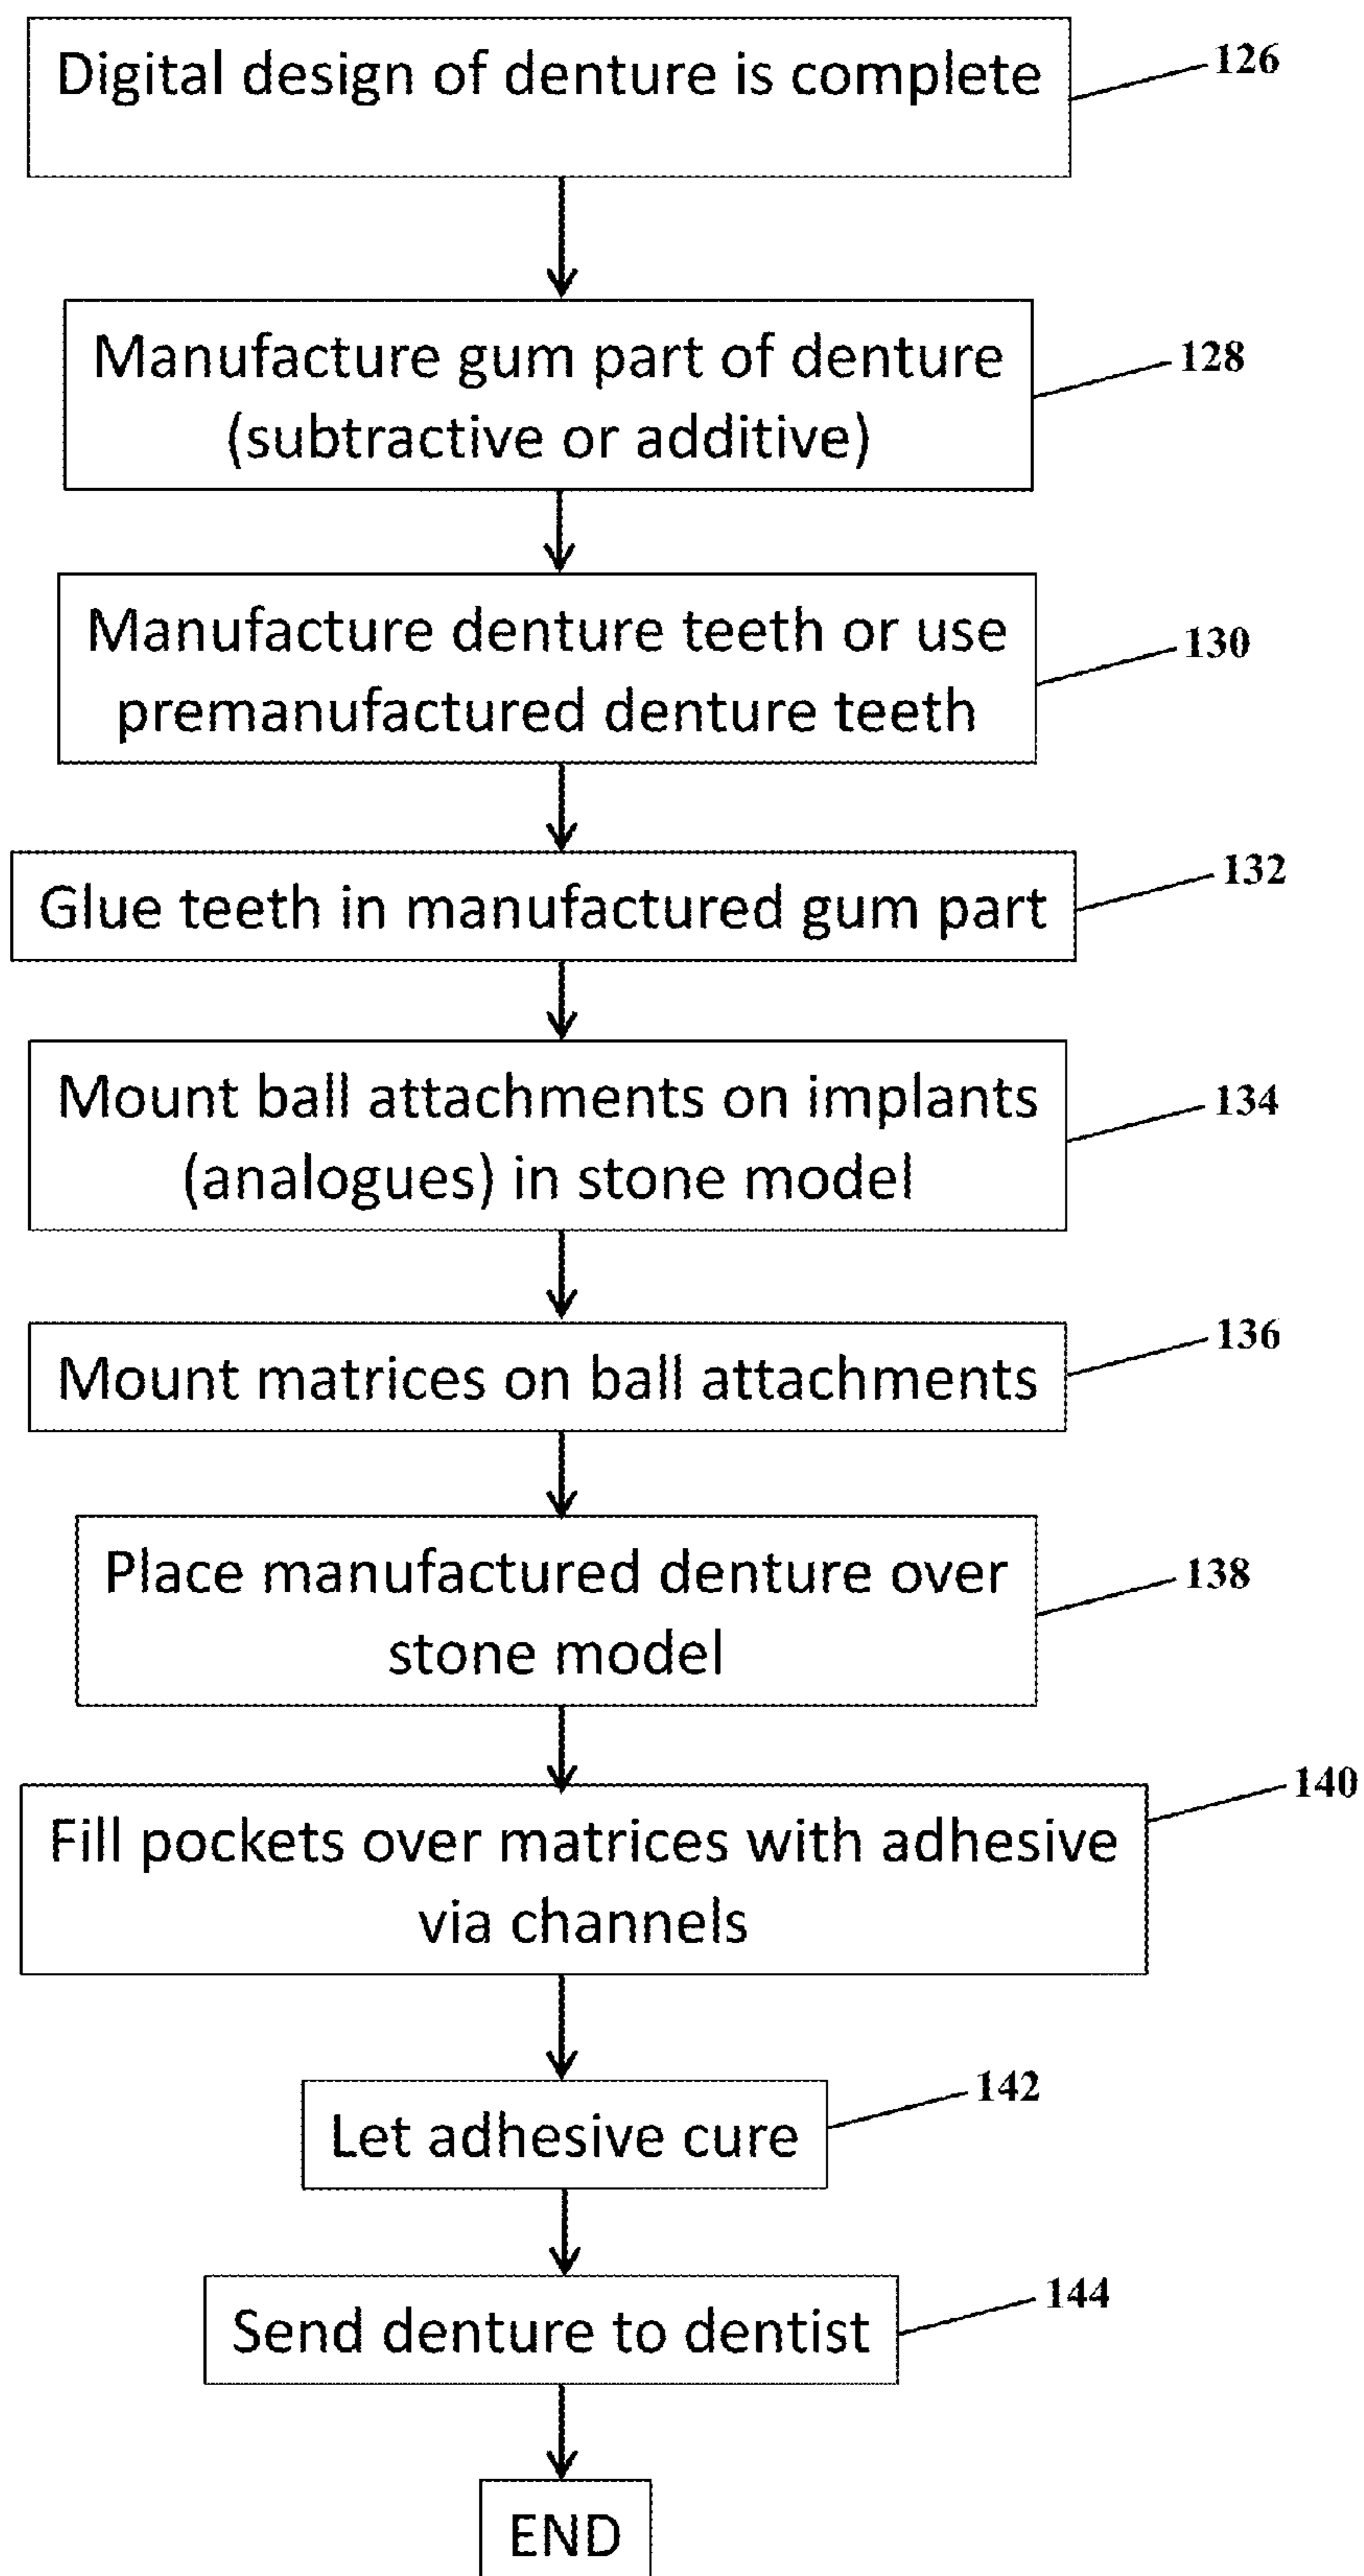 Digital design of denture is complete
126
Manufacture gum part of denture
(subtractive or additive)
128
Manufacture denture teeth or use
premanufactured denture teeth
130
Glue teeth in manufactured gum part
132
Mount ball attachments on implants
(analogues) in stone model
134
Mount matrices on ball attachments
136
Place manufactured denture over
stone model
138
Fill pockets over matrices with adhesive
via channels
140
Let adhesive cure
142
Send denture to dentist
144
END